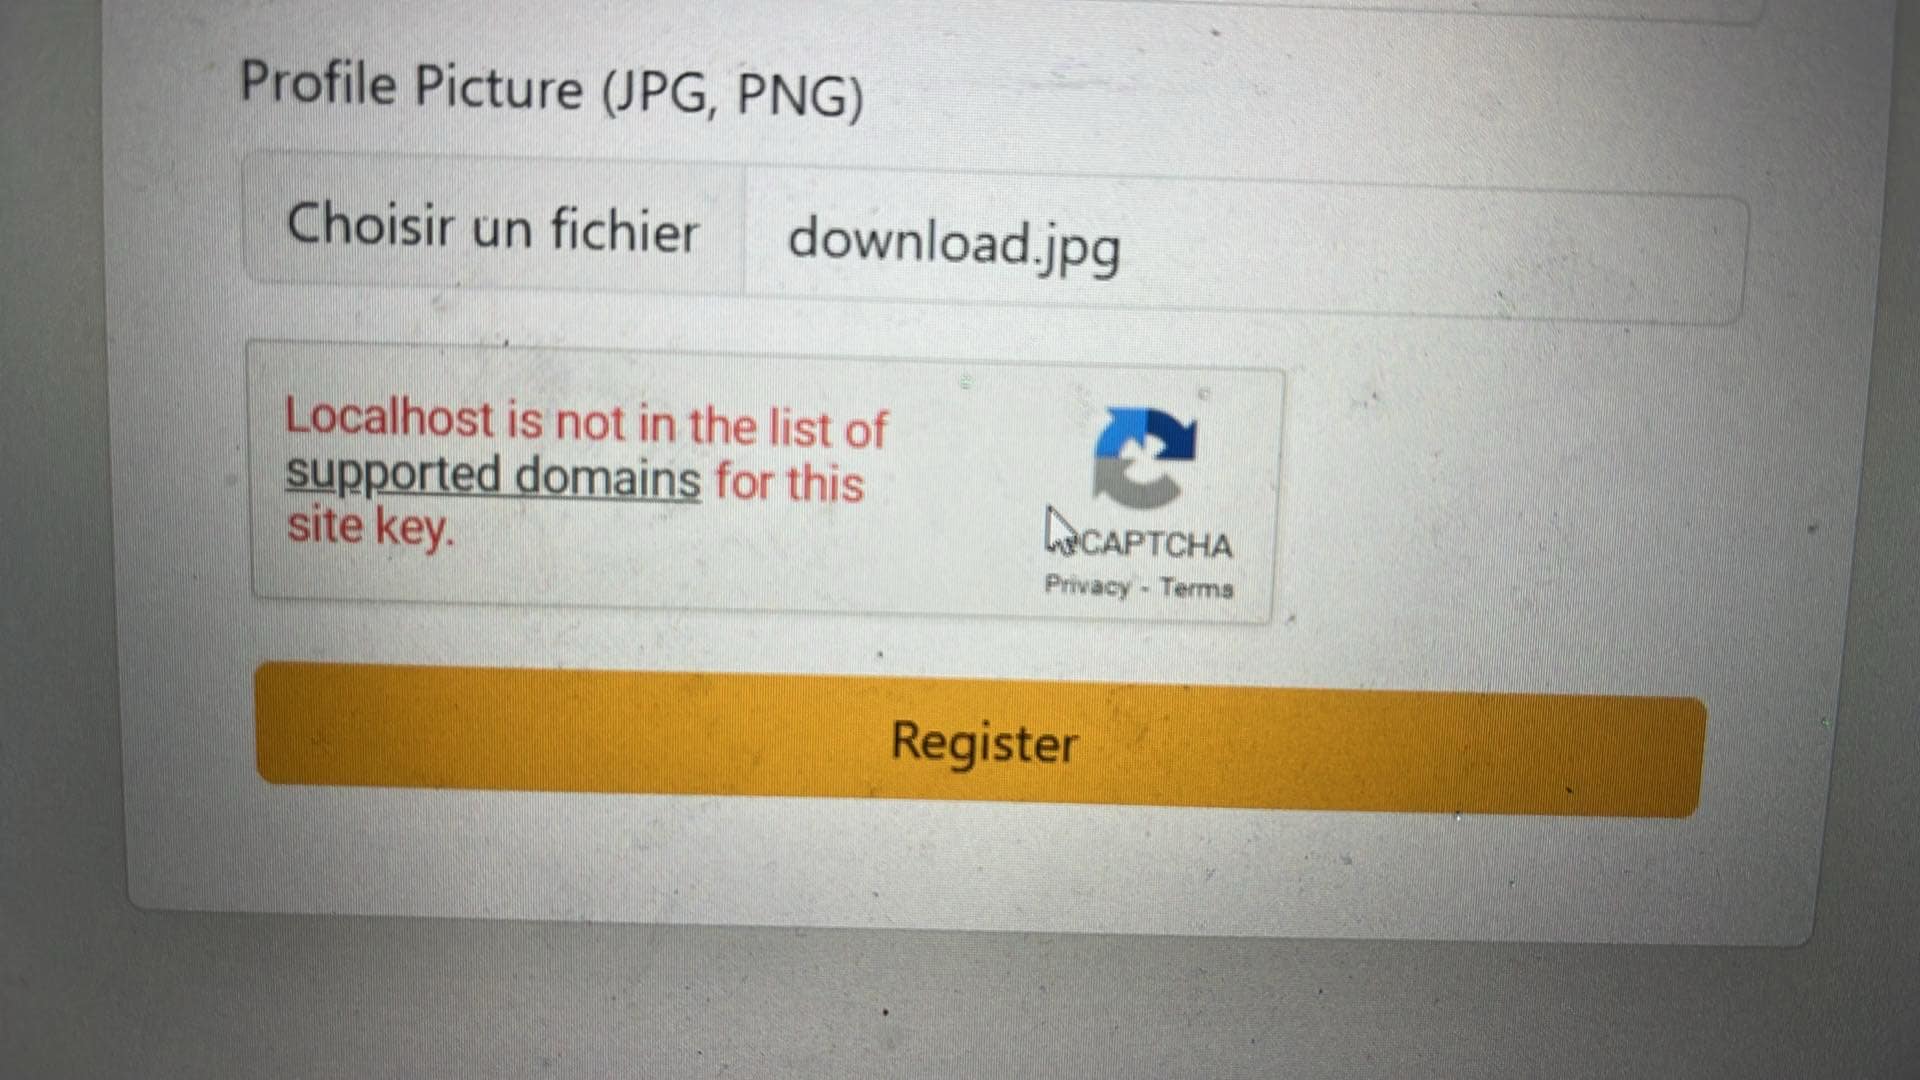 Profile Picture (JPG, PNG)
Choisir un fichier download.jpg
Localhost is not in the list of
supported domains for this
site key.
CAPTCHA
Privacy - Terms
Register